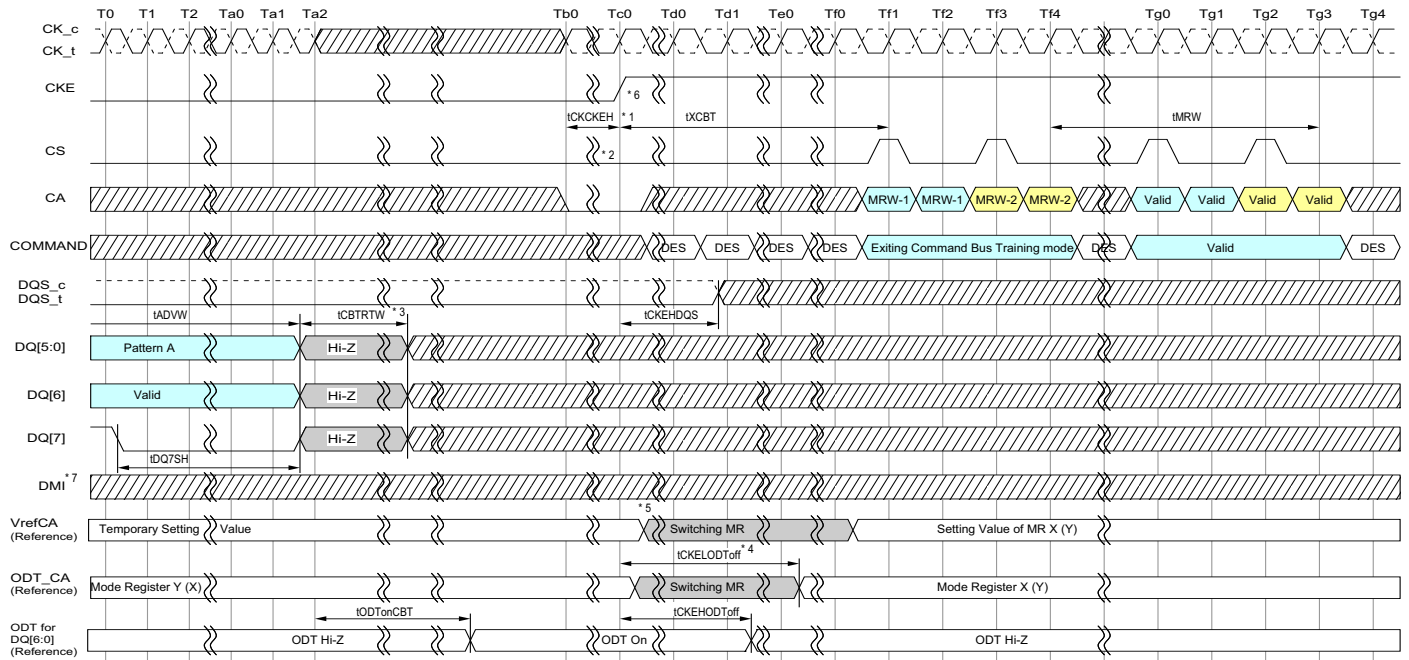 T0 T1 T2 Ta0 Ta1 Ta2 Tb0 Tc0 Td0 Td1 Te0 Tf0 Tf1 Tf2 Tf3 Tf4 Tg0 Tg1 Tg2 Tg3 Tg4
CK_c
CK_t
CKE
* 6
tCKCKEH * 1 tXCBT tMRW
CS
* 2
CA MRW-1 MRW-1 MRW-2 MRW-2 Valid Valid Valid Valid
COMMAND DES DES DES DES Exiting Command Bus Training mode DES Valid DES
DQS_c
DQS_t
tADVW tCBTRTW * 3 tCKEHDQS
DQ[5:0] Pattern A Hi-Z
DQ[6] Valid Hi-Z
DQ[7] Hi-Z
tDQ7SH
DMI * 7
* 5
VrefCA
(Reference)
Temporary Setting Value Switching MR Setting Value of MR X (Y)
tCKELODToff * 4
ODT_CA
(Reference)
Mode Register Y (X) Switching MR Mode Register X (Y)
tODTonCBT tCKEHODToff
ODT for
DQ[6:0]
(Reference)
ODT Hi-Z ODT On ODT Hi-Z